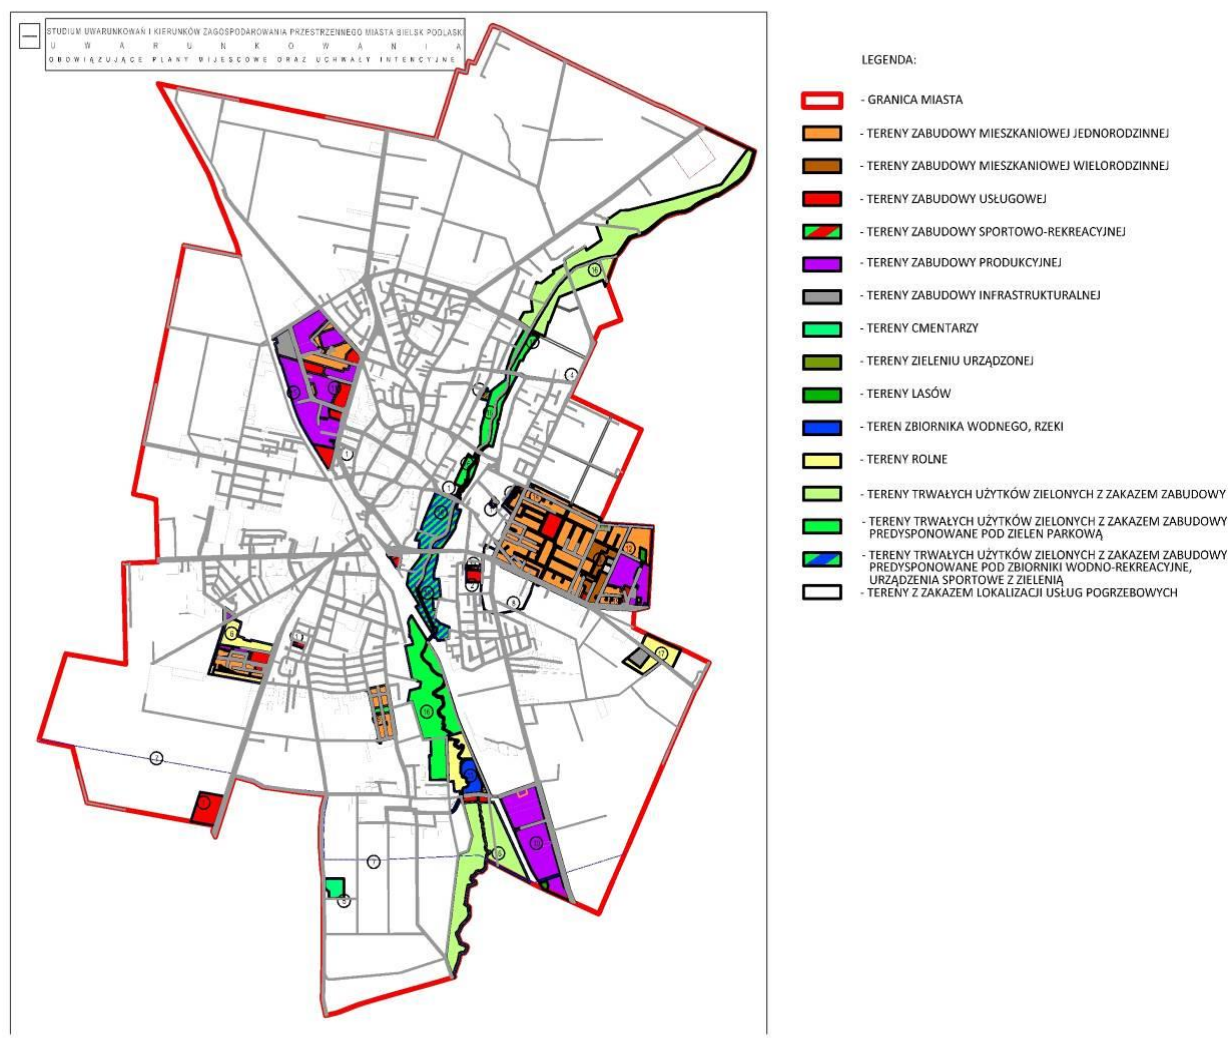 STUDIUM UWARUNKOWAŃ I KIERUNKÓW ZAGOSPODAROWANIA PRZESTRZENNEGO MIASTA BIELSK PODLASKI
U W A R U N K O W A N I A
OBOWIĄZUJĄCE PLANY MIEJSCOWE ORAZ UCHWAŁY INTENCYJNE
LEGENDA:
- GRANICA MIASTA
- TERENY ZABUDOWY MIESZKANIOWEJ JEDNORODZINNEJ
- TERENY ZABUDOWY MIESZKANIOWEJ WIELORODZINNEJ
- TERENY ZABUDOWY USŁUGOWEJ
- TERENY ZABUDOWY SPORTOWO-REKREACYJNEJ
- TERENY ZABUDOWY PRODUKCYJNEJ
- TERENY ZABUDOWY INFRASTRUKTURALNEJ
- TERENY CMENTARZY
- TERENY ZIELENIU URZĄDZONEJ
- TERENY LASÓW
- TEREN ZBIORNIKA WODNEGO, RZEKI
- TERENY ROLNE
- TERENY TRWAŁYCH UŻYTKÓW ZIELONYCH Z ZAKAZEM ZABUDOWY
- TERENY TRWAŁYCH UŻYTKÓW ZIELONYCH Z ZAKAZEM ZABUDOWY
PREDYSPONOWANE POD ZIELEŃ PARKOWĄ
- TERENY TRWAŁYCH UŻYTKÓW ZIELONYCH Z ZAKAZEM ZABUDOWY
PREDYSPONOWANE POD ZBIORNIKI WODNO-REKREACYJNE,
URZĄDZENIA SPORTOWE Z ZIELENIĄ
- TERENY Z ZAKAZEM LOKALIZACJI USŁUG POGRZEBOWYCH